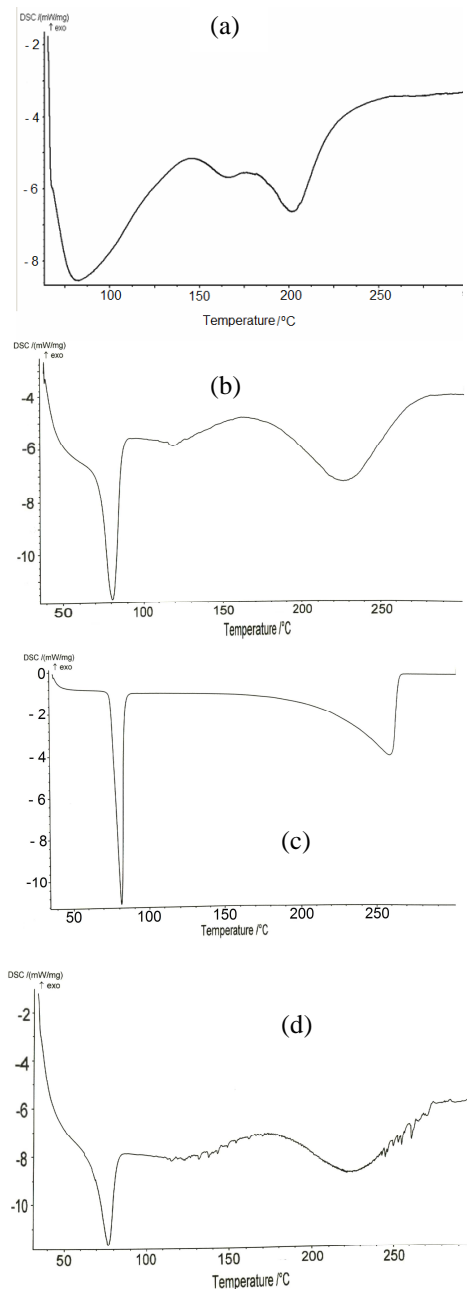 DSC /(mW/mg)
↑ exo
(a)
- 2
- 4
- 6
- 8
100 150 200 250
Temperature /°C
DSC /(mW/mg)
↑ exo
(b)
-4
-6
-8
-10
50 100 150 200 250
Temperature /°C
DSC /(mW/mg)
↑ exo
0
- 2
- 4
- 6
- 8
(c)
- 10
50 100 150 200 250
Temperature /°C
DSC /(mW/mg)
↑ exo
(d)
-2
-4
-6
-8
-10
50 100 150 200 250
Temperature /°C